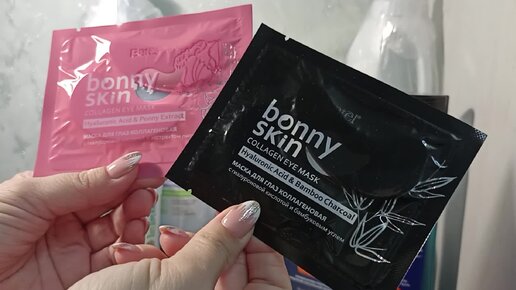 bonny
skin
COLLAGEN EYE MASK
Hyaluronic Acid & Peony Extract
МАСКА ДЛЯ ГЛАЗ КОЛЛАГЕНОВАЯ
bonny
skin
COLLAGEN EYE MASK
Hyaluronic Acid & Bamboo Charcoal
МАСКА ДЛЯ ГЛАЗ КОЛЛАГЕНОВАЯ
с гиалуроновой кислотой и бамбуковым углем